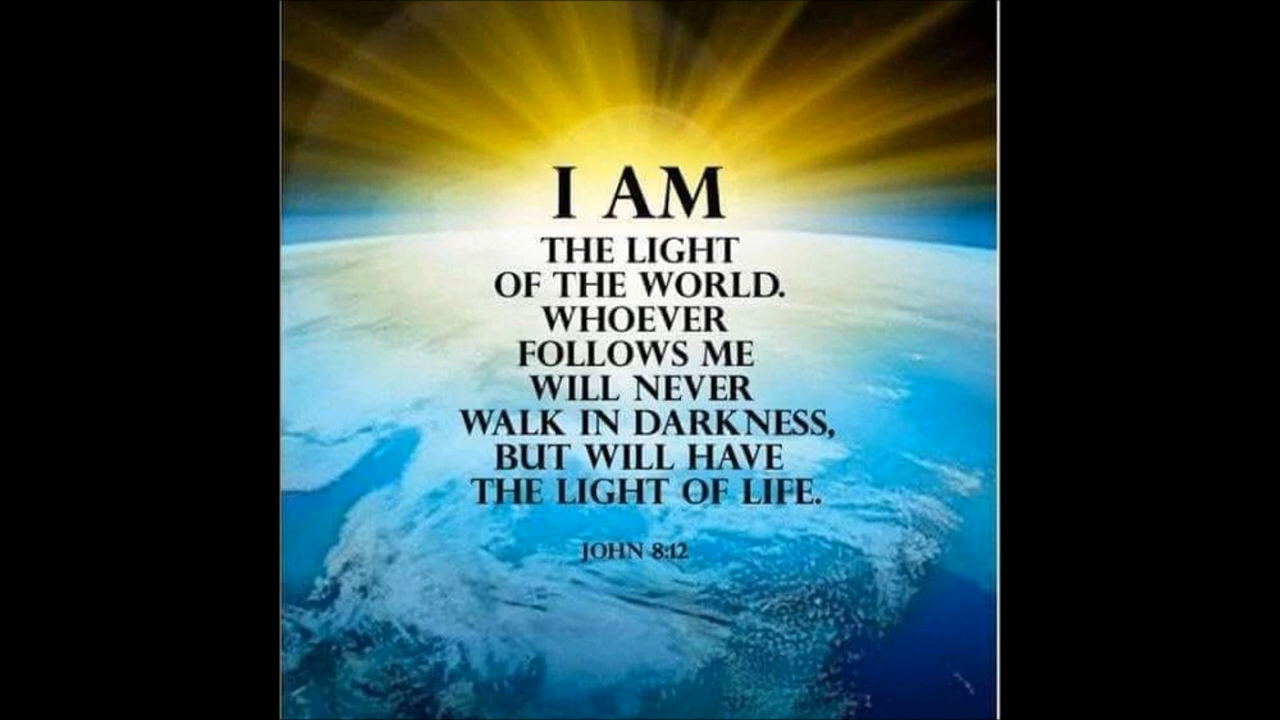 I AM
THE LIGHT
OF THE WORLD.
WHOEVER
FOLLOWS ME
WILL NEVER
WALK IN DARKNESS,
BUT WILL HAVE
THE LIGHT OF LIFE.
JOHN 8:12